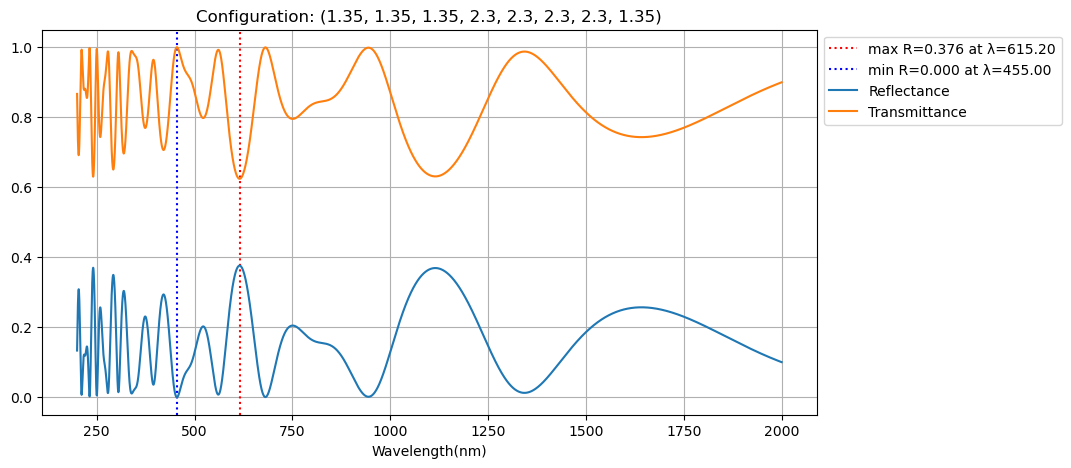 Configuration: (1.35, 1.35, 1.35, 2.3, 2.3, 2.3, 2.3, 1.35)
1.0
0.8
0.6
0.4
0.2
0.0
250
500
750
1000
1250
1500
1750
2000
Wavelength(nm)
max R=0.376 at λ=615.20
min R=0.000 at λ=455.00
Reflectance
Transmittance